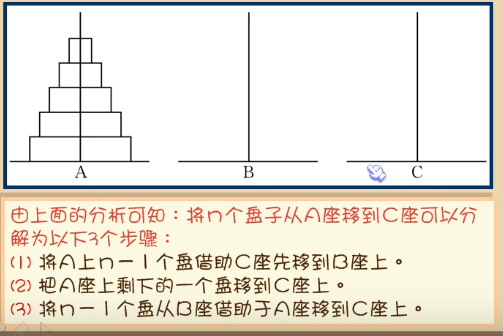 A B C
由上面的分析可知：将n个盘子从A座移到C座可以分
解为以下3个步骤：
(1) 将A上n－1个盘借助C座先移到B座上。
(2) 把A座上剩下的一个盘移到C座上。
(3) 将n－1个盘从B座借助于A座移到C座上。